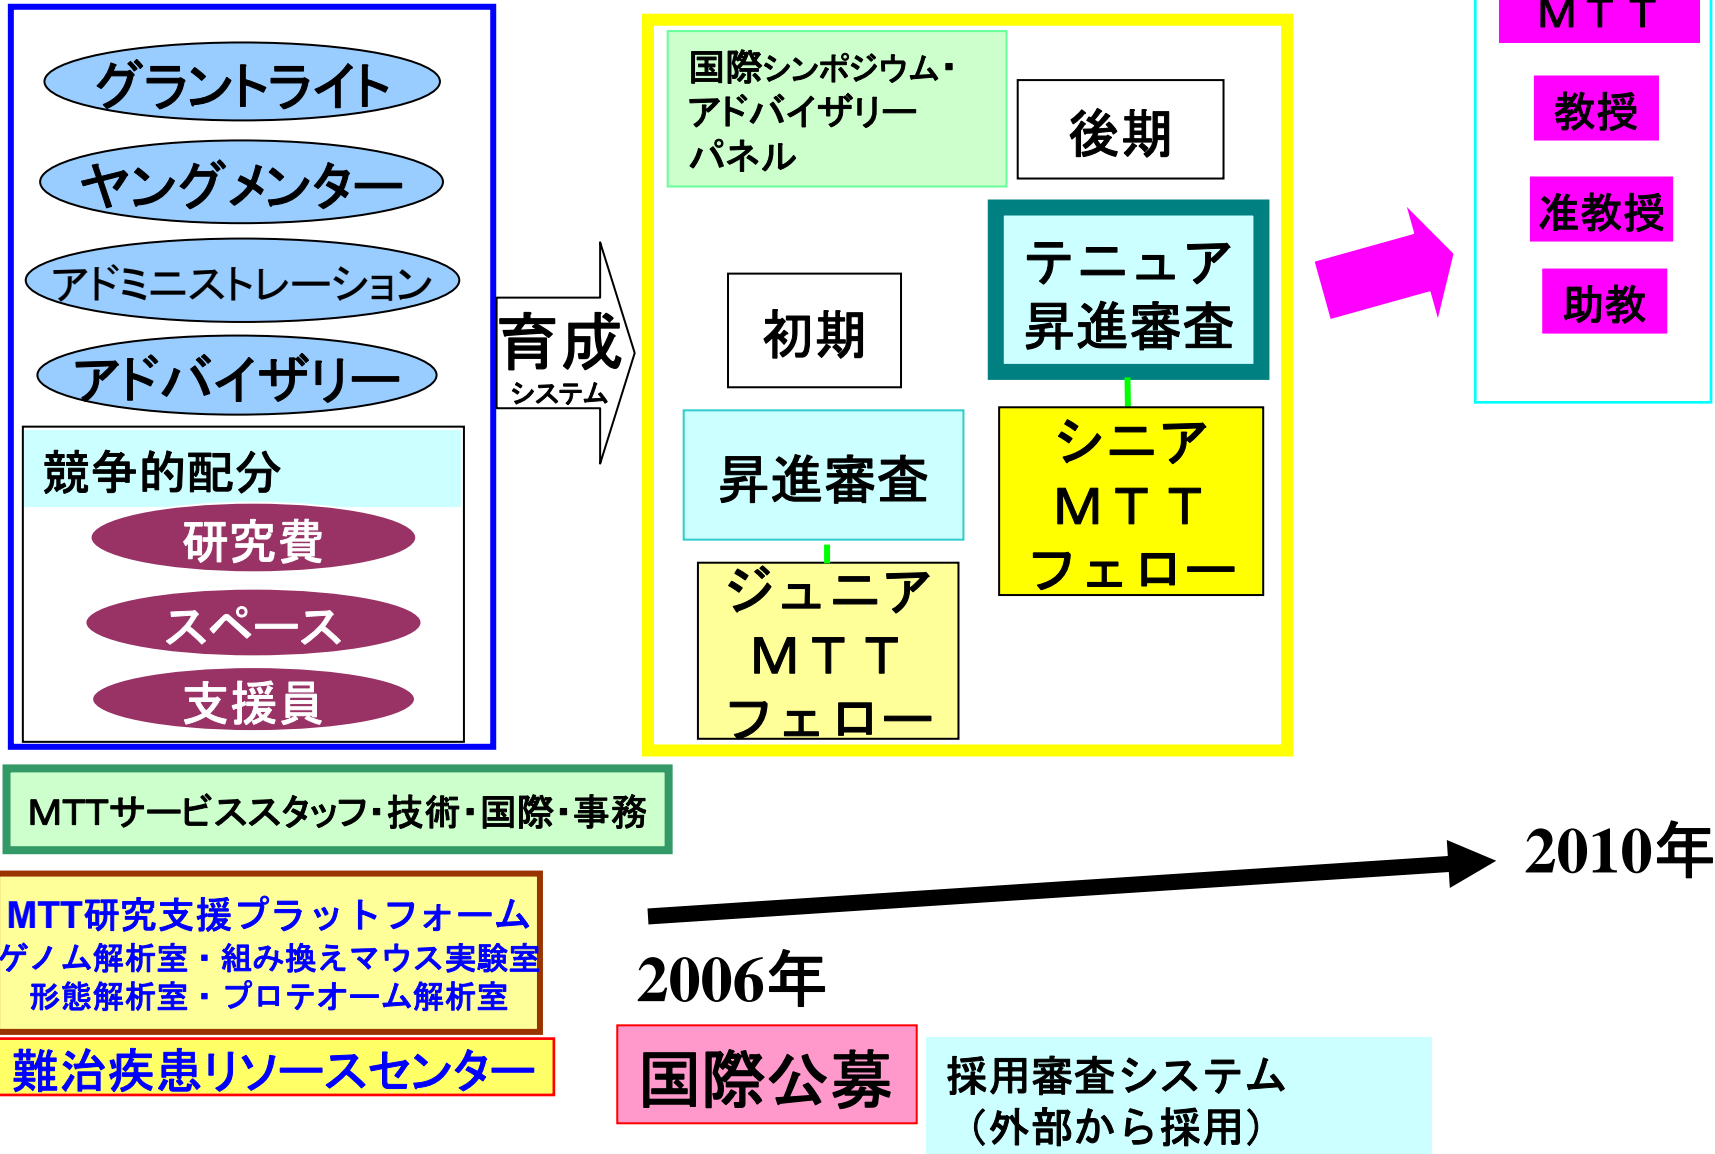 グラントライト
ヤングメンター
アドミニストレーション
アドバイザリー
競争的配分
研究費
スペース
支援員
育成
システム
国際シンポジウム・
アドバイザリー
パネル
後期
初期
テニュア
昇進審査
昇進審査
シニア
ＭＴＴ
フェロー
ジュニア
ＭＴＴ
フェロー
ＭＴＴ
教授
准教授
助教
MTTサービススタッフ・技術・国際・事務
MTT研究支援プラットフォーム
ゲノム解析室・組み換えマウス実験室
形態解析室・プロテオーム解析室
難治疾患リソースセンター
2006年
2010年
国際公募
採用審査システム
（外部から採用）